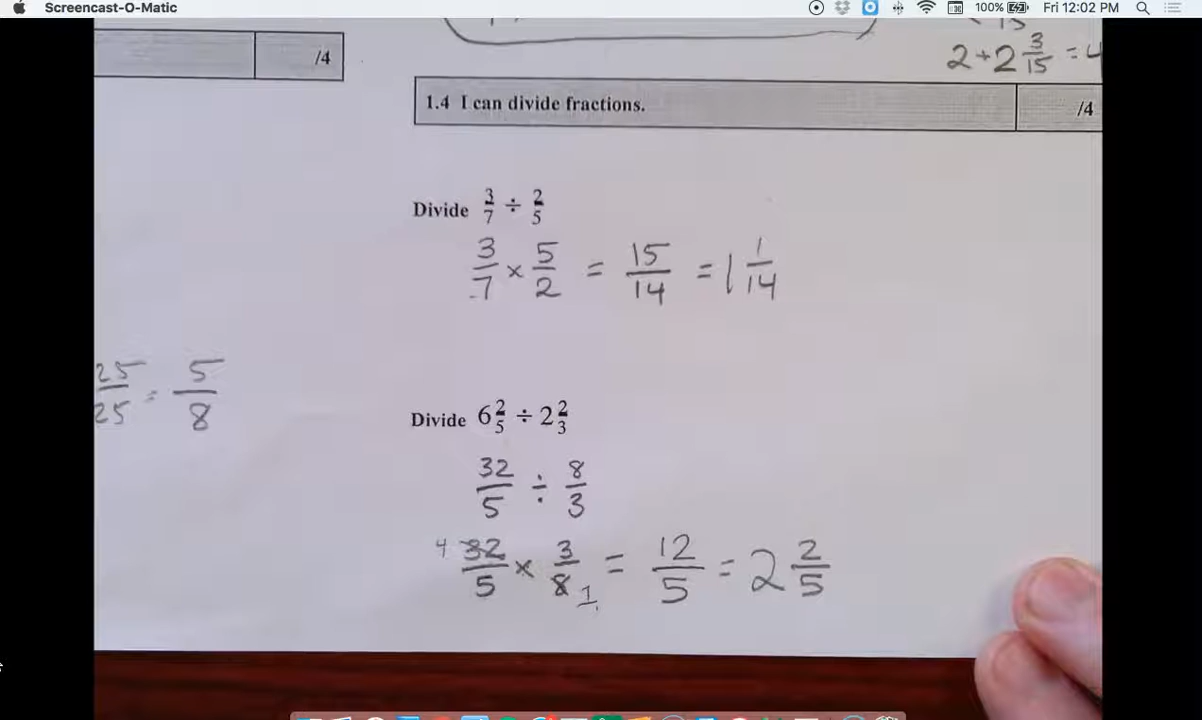 Screencast-O-Matic 100% Fri 12:02 PM
15
2 + 2 3/15 = 4
/4
1.4 I can divide fractions. /4
Divide 3/7 ÷ 2/5
3/7 × 5/2 = 15/14 = 1 1/14
25/25 = 5/8
Divide 6 2/5 ÷ 2 2/3
32/5 ÷ 8/3
4 32/5 × 3/8 1 = 12/5 = 2 2/5